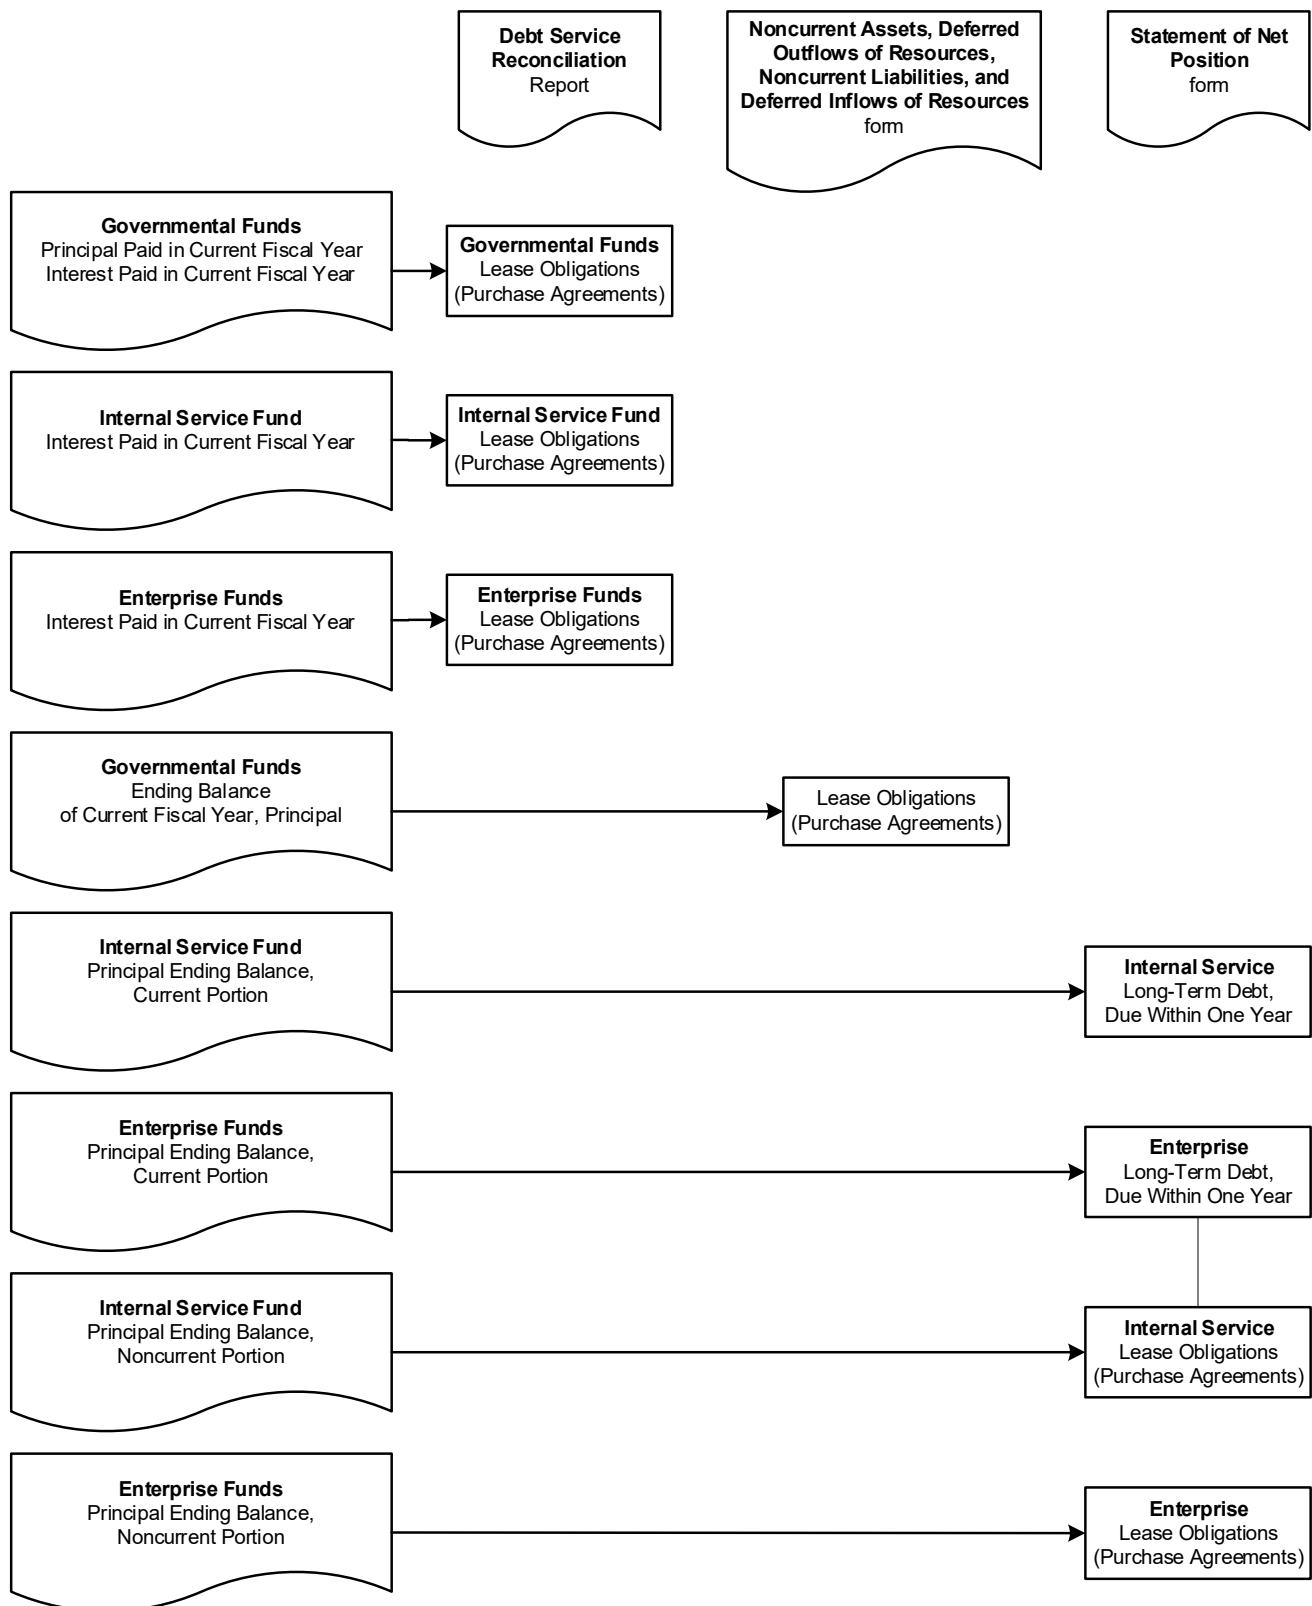 Debt Service
Reconciliation
Report
Noncurrent Assets, Deferred
Outflows of Resources,
Noncurrent Liabilities, and
Deferred Inflows of Resources
form
Statement of Net
Position
form
Governmental Funds
Principal Paid in Current Fiscal Year
Interest Paid in Current Fiscal Year
Governmental Funds
Lease Obligations
(Purchase Agreements)
Internal Service Fund
Interest Paid in Current Fiscal Year
Internal Service Fund
Lease Obligations
(Purchase Agreements)
Enterprise Funds
Interest Paid in Current Fiscal Year
Enterprise Funds
Lease Obligations
(Purchase Agreements)
Governmental Funds
Ending Balance
of Current Fiscal Year, Principal
Lease Obligations
(Purchase Agreements)
Internal Service Fund
Principal Ending Balance,
Current Portion
Internal Service
Long-Term Debt,
Due Within One Year
Enterprise Funds
Principal Ending Balance,
Current Portion
Enterprise
Long-Term Debt,
Due Within One Year
Internal Service Fund
Principal Ending Balance,
Noncurrent Portion
Internal Service
Lease Obligations
(Purchase Agreements)
Enterprise Funds
Principal Ending Balance,
Noncurrent Portion
Enterprise
Lease Obligations
(Purchase Agreements)